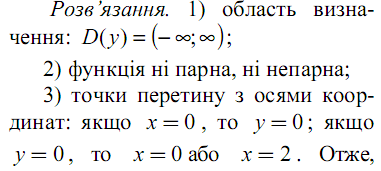 Розв’язання. 1) область визна-
чення: D(y) = (− ∞; ∞);
2) функція ні парна, ні непарна;
3) точки перетину з осями коор-
динат: якщо x = 0 , то y = 0 ; якщо
y = 0 , то x = 0 або x = 2 . Отже,